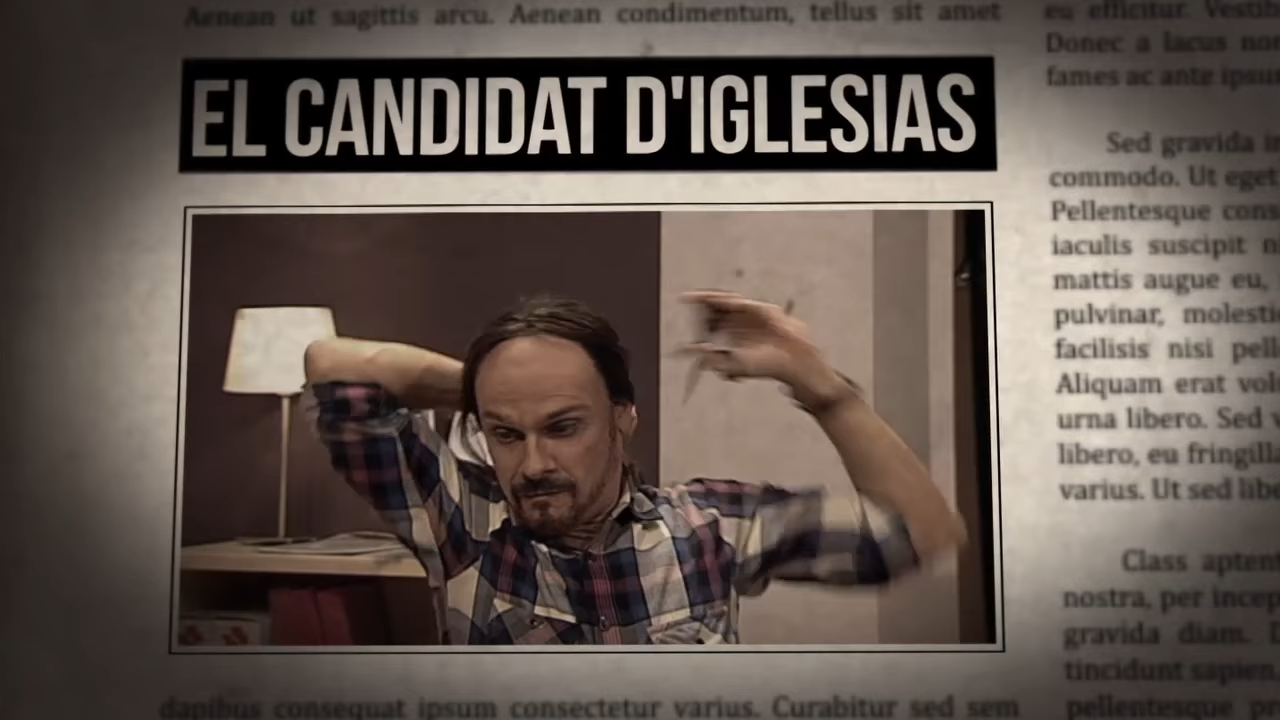 Aenean ut sagittis arcu. Aenean condimentum, tellus sit amet
EL CANDIDAT D'IGLESIAS
dapibus consequat ipsum consectetur varius. Curabitur sed sem
eu efficitur.
Donec a lacus
fames ac ante ipsum
Sed gravida
commodo. Ut eget
Pellentesque
iaculis suscipit
mattis augue eu,
pulvinar,
facilisis nisi
Aliquam erat
urna libero. Sed
libero, eu fringilla
varius. Ut sed
Class
nostra, per
gravida diam.
tincidunt sapien.
pellentesque